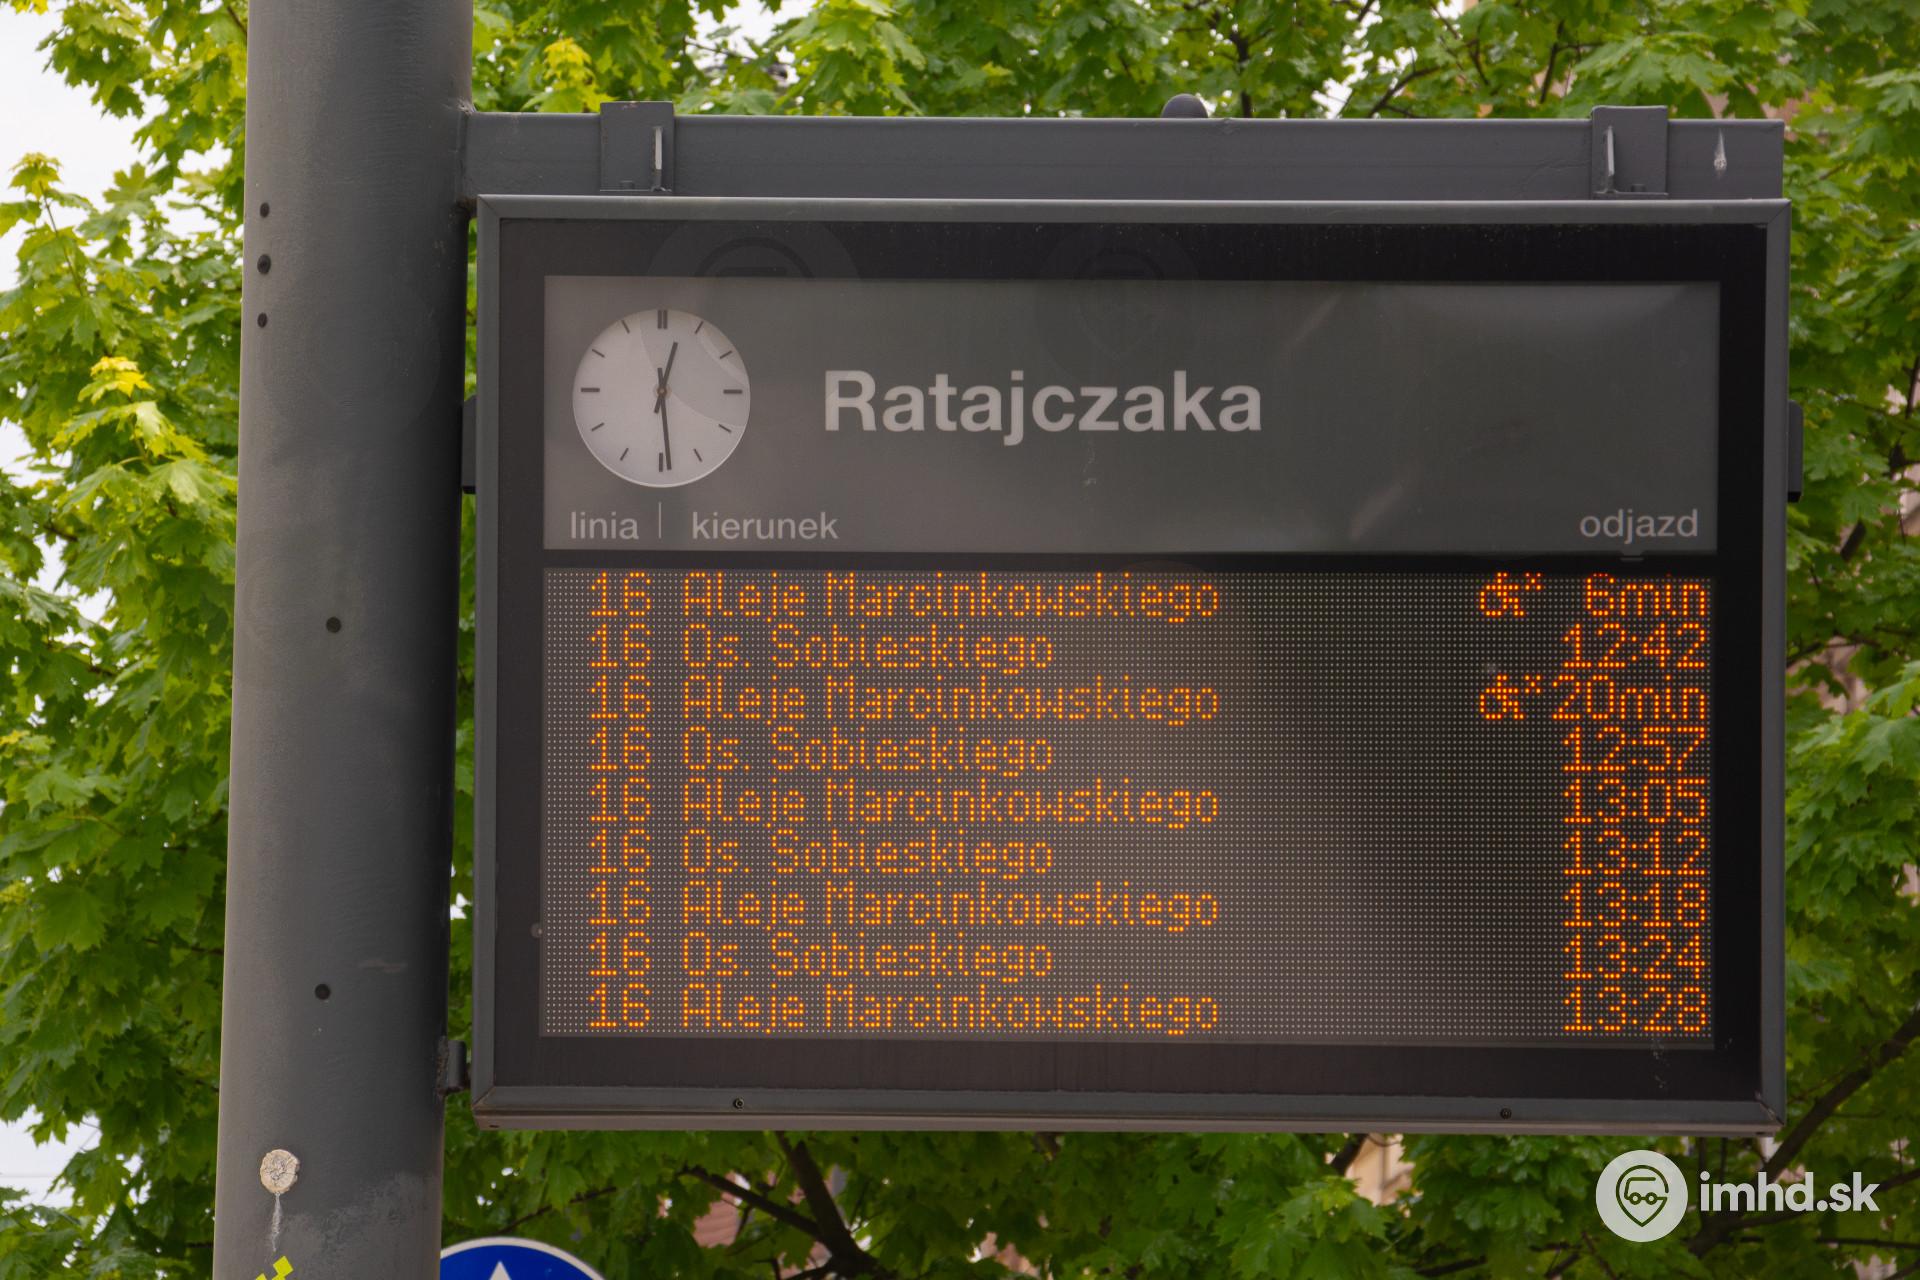 Ratajczaka
linia | kierunek odjazd
16 Aleje Marcinkowskiego 6min
16 Os. Sobieskiego 12:42
16 Aleje Marcinkowskiego 20min
16 Os. Sobieskiego 12:57
16 Aleje Marcinkowskiego 13:05
16 Os. Sobieskiego 13:12
16 Aleje Marcinkowskiego 13:18
16 Os. Sobieskiego 13:24
16 Aleje Marcinkowskiego 13:28
imhd.sk